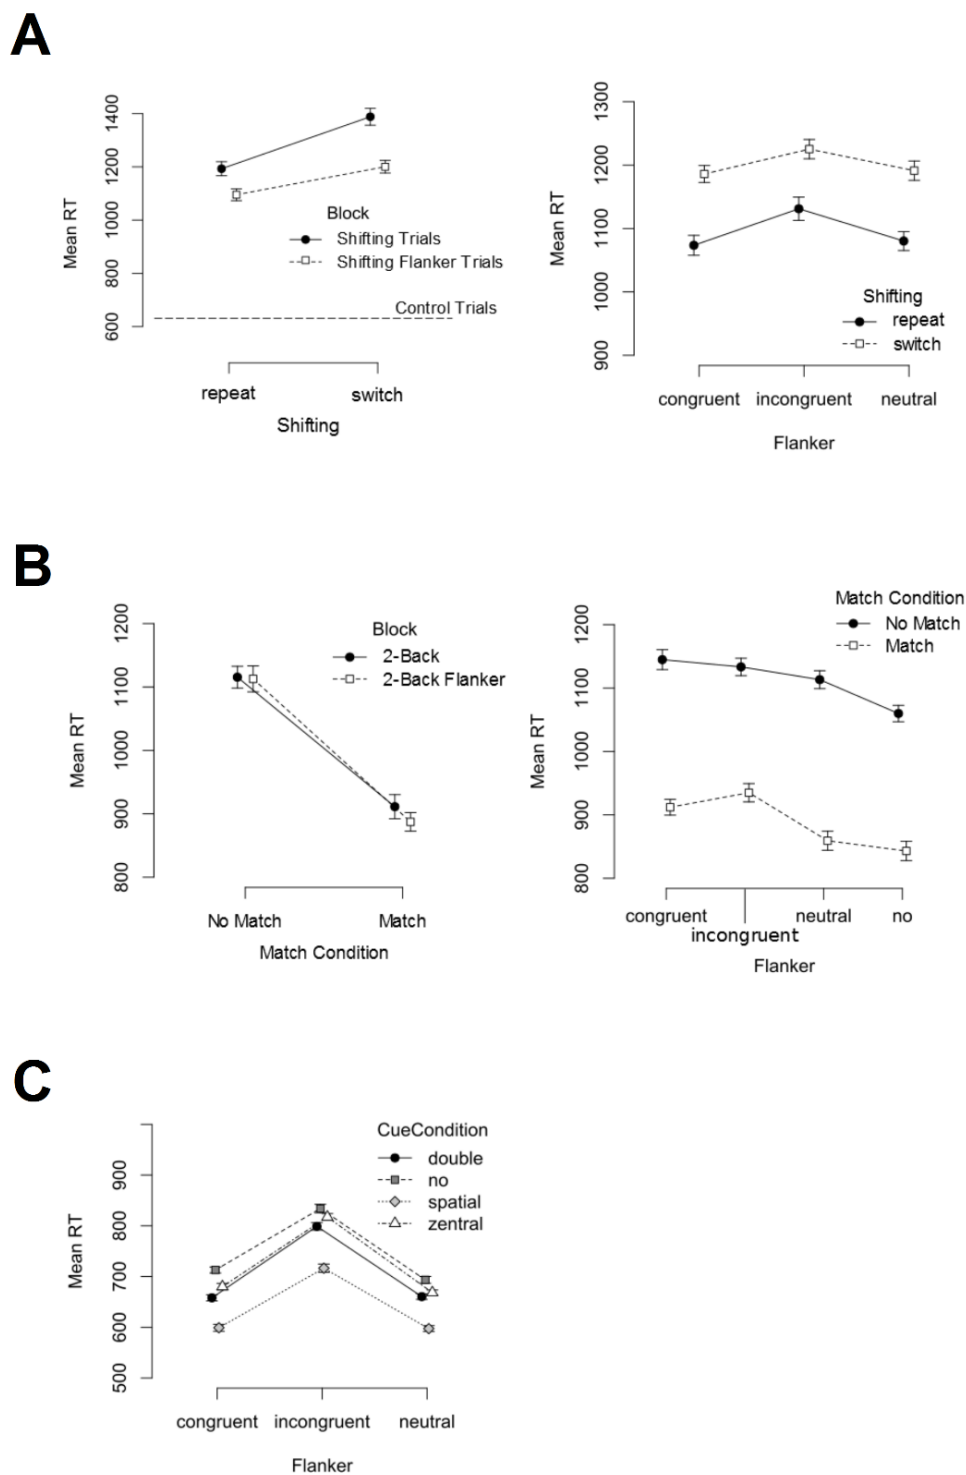 A
Mean RT
1400
1200
1000
800
600
Block
Shifting Trials
Shifting Flanker Trials
Control Trials
repeat
switch
Shifting
Mean RT
1300
1200
1100
1000
900
Shifting
repeat
switch
congruent
incongruent
neutral
Flanker
B
Mean RT
1200
1100
1000
900
800
Block
2-Back
2-Back Flanker
No Match
Match
Match Condition
Mean RT
1200
1100
1000
900
800
Match Condition
No Match
Match
congruent
incongruent
neutral
no
Flanker
C
Mean RT
900
800
700
600
500
CueCondition
double
no
spatial
zentral
congruent
incongruent
neutral
Flanker